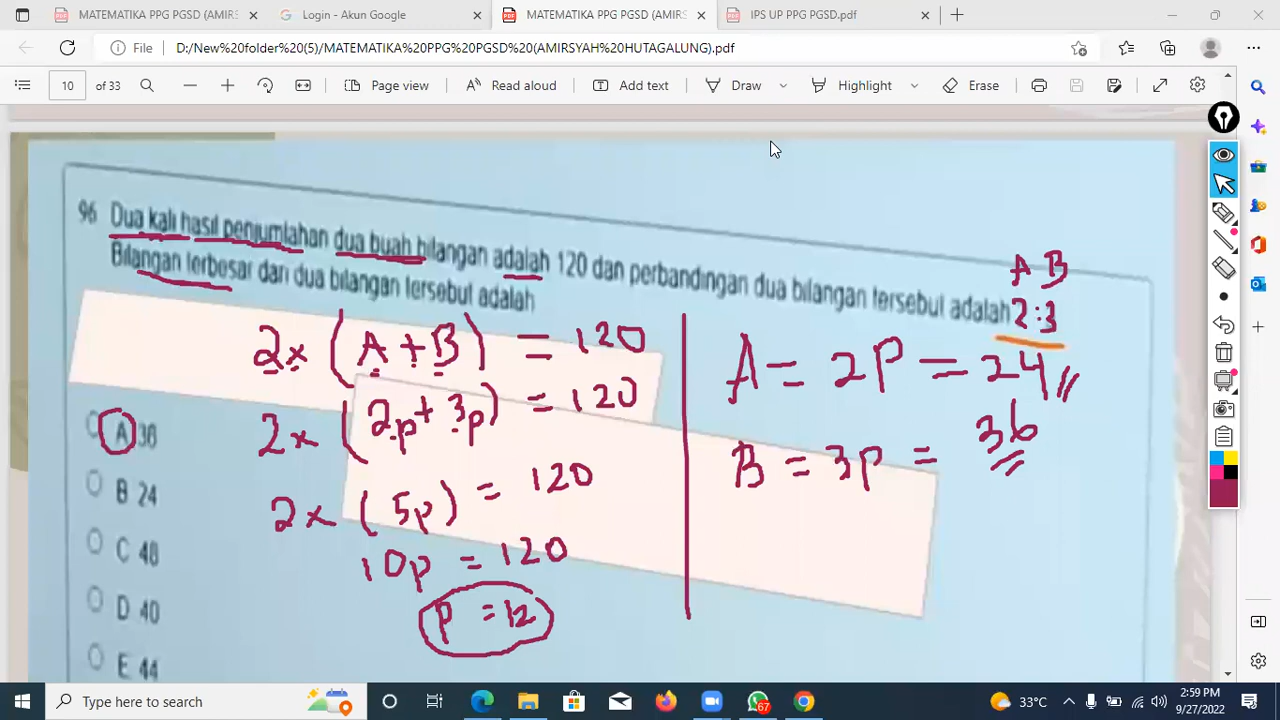 MATEMATIKA PPG PGSD (AMIRSYA
Login - Akun Google
MATEMATIKA PPG PGSD (AMIRS
IPS UP PPG PGSD.pdf
File
D:/New%20folder%20(5)/MATEMATIKA%20PPG%20PGSD%20(AMIRSYAH%20HUTAGALUNG).pdf
10 of 33
Page view
Read aloud
Add text
Draw
Highlight
Erase
A B
96 Dua kali hasil penjumlahan dua buah bilangan adalah 120 dan perbandingan dua bilangan tersebut adalah 2:3
Bilangan terbesar dari dua bilangan tersebut adalah
2x (A + B) = 120
2x (2p + 3p) = 120
2x (5p) = 120
10p = 120
p = 12
A = 2P = 24
B = 3P = 36
A 36
B 24
C 48
D 40
E 44
Type here to search
67
33°C
2:59 PM
9/27/2022